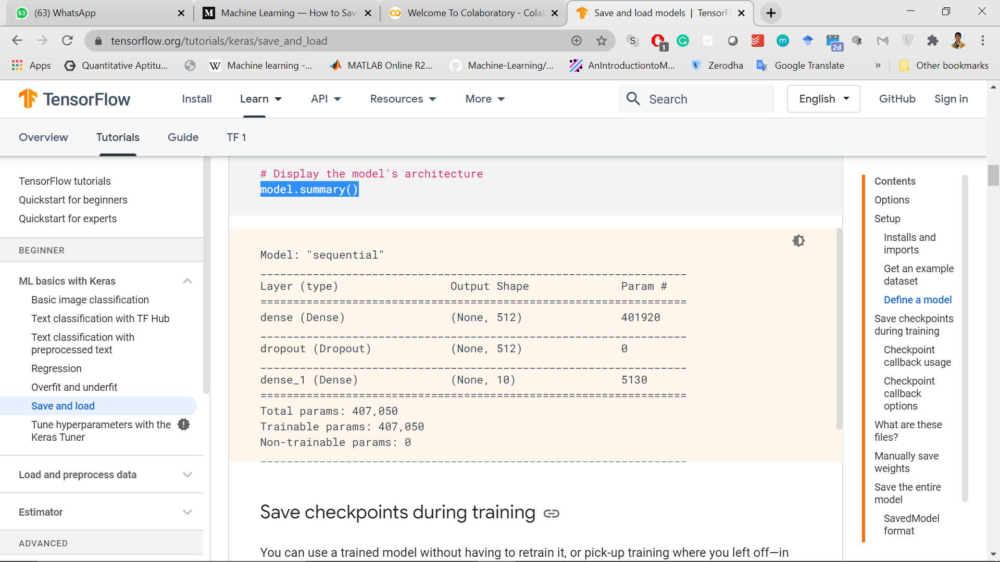 63 (63) WhatsApp
M Machine Learning — How to Save
Welcome To Colaboratory - Colab
Save and load models | TensorFl
tensorflow.org/tutorials/keras/save_and_load
S 1 G m 2d
Apps
Quantitative Aptitu...
W Machine learning -...
MATLAB Online R2...
Machine-Learning/...
AnIntroductiontoM...
Zerodha
Google Translate
»
Other bookmarks
TensorFlow
Install
Learn
API
Resources
More
Search
English
GitHub
Sign in
Overview
Tutorials
Guide
TF 1
TensorFlow tutorials
Quickstart for beginners
Quickstart for experts
BEGINNER
ML basics with Keras
Basic image classification
Text classification with TF Hub
Text classification with
preprocessed text
Regression
Overfit and underfit
Save and load
Tune hyperparameters with the
Keras Tuner
Load and preprocess data
Estimator
ADVANCED
# Display the model's architecture
model.summary()
Model: "sequential"
_________________________________________________________________
Layer (type) Output Shape Param #
=================================================================
dense (Dense) (None, 512) 401920
_________________________________________________________________
dropout (Dropout) (None, 512) 0
_________________________________________________________________
dense_1 (Dense) (None, 10) 5130
=================================================================
Total params: 407,050
Trainable params: 407,050
Non-trainable params: 0
_________________________________________________________________
Save checkpoints during training
You can use a trained model without having to retrain it, or pick-up training where you left off—in
Contents
Options
Setup
Installs and
imports
Get an example
dataset
Define a model
Save checkpoints
during training
Checkpoint
callback usage
Checkpoint
callback
options
What are these
files?
Manually save
weights
Save the entire
model
SavedModel
format